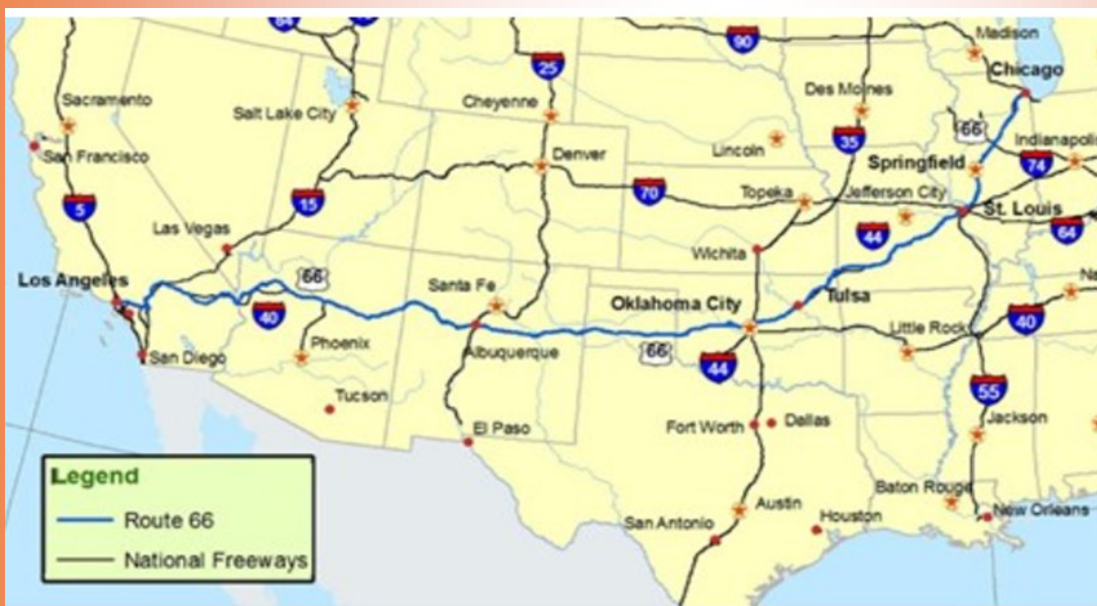 84
90
Madison
Chicago
25
Sacramento
Salt Lake City
Cheyenne
Des Moines
66
Indianapolis
San Francisco
Denver
Lincoln
35
Springfield
74
5
15
70
Topeka
Jefferson City
St. Louis
Las Vegas
44
64
Wichita
Los Angeles
66
Santa Fe
Oklahoma City
Tulsa
40
Little Rock
40
San Diego
Phoenix
Albuquerque
66
44
55
Tucson
El Paso
Fort Worth
Dallas
Jackson
Legend
Route 66
National Freeways
Austin
San Antonio
Houston
Baton Rouge
New Orleans